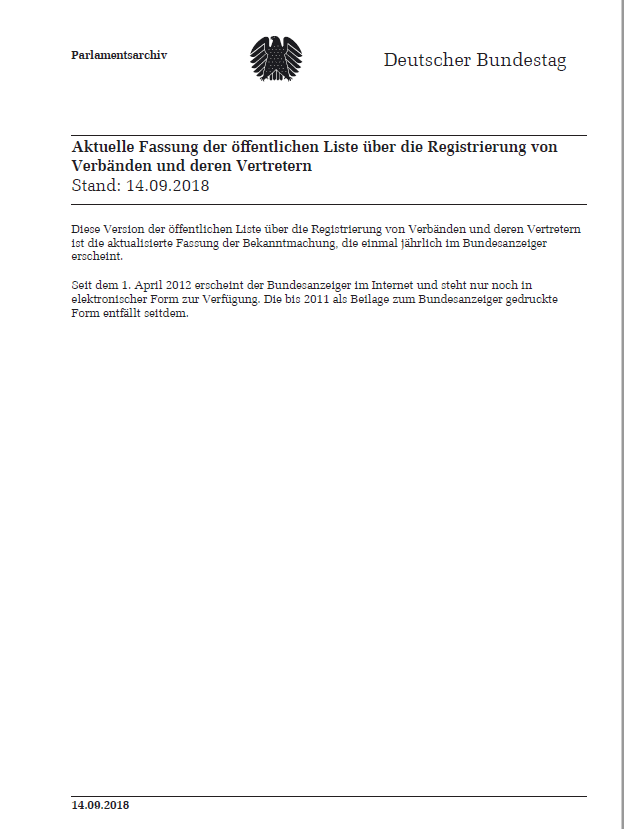 Parlamentsarchiv
Deutscher Bundestag
Aktuelle Fassung der öffentlichen Liste über die Registrierung von
Verbänden und deren Vertretern
Stand: 14.09.2018
Diese Version der öffentlichen Liste über die Registrierung von Verbänden und deren Vertretern
ist die aktualisierte Fassung der Bekanntmachung, die einmal jährlich im Bundesanzeiger
erscheint.
Seit dem 1. April 2012 erscheint der Bundesanzeiger im Internet und steht nur noch in
elektronischer Form zur Verfügung. Die bis 2011 als Beilage zum Bundesanzeiger gedruckte
Form entfällt seitdem.
14.09.2018